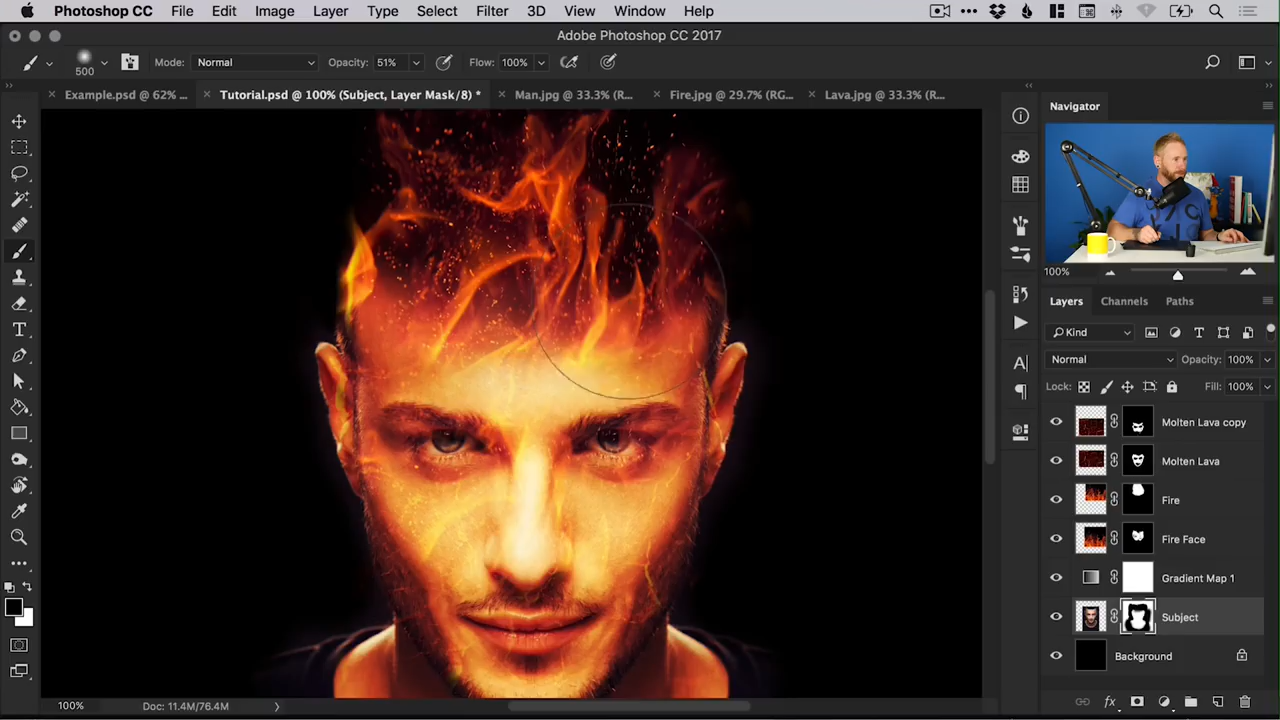 Photoshop CC File Edit Image Layer Type Select Filter 3D View Window Help
Adobe Photoshop CC 2017
500 Mode: Normal Opacity: 51% Flow: 100%
Example.psd @ 62% ... Tutorial.psd @ 100% (Subject, Layer Mask/8) * Man.jpg @ 33.3% (R... Fire.jpg @ 29.7% (RG... Lava.jpg @ 33.3% (R...
Navigator
100%
Layers Channels Paths
Kind
Normal Opacity: 100%
Lock: Fill: 100%
Molten Lava copy
Molten Lava
Fire
Fire Face
Gradient Map 1
Subject
Background
100% Doc: 11.4M/76.4M